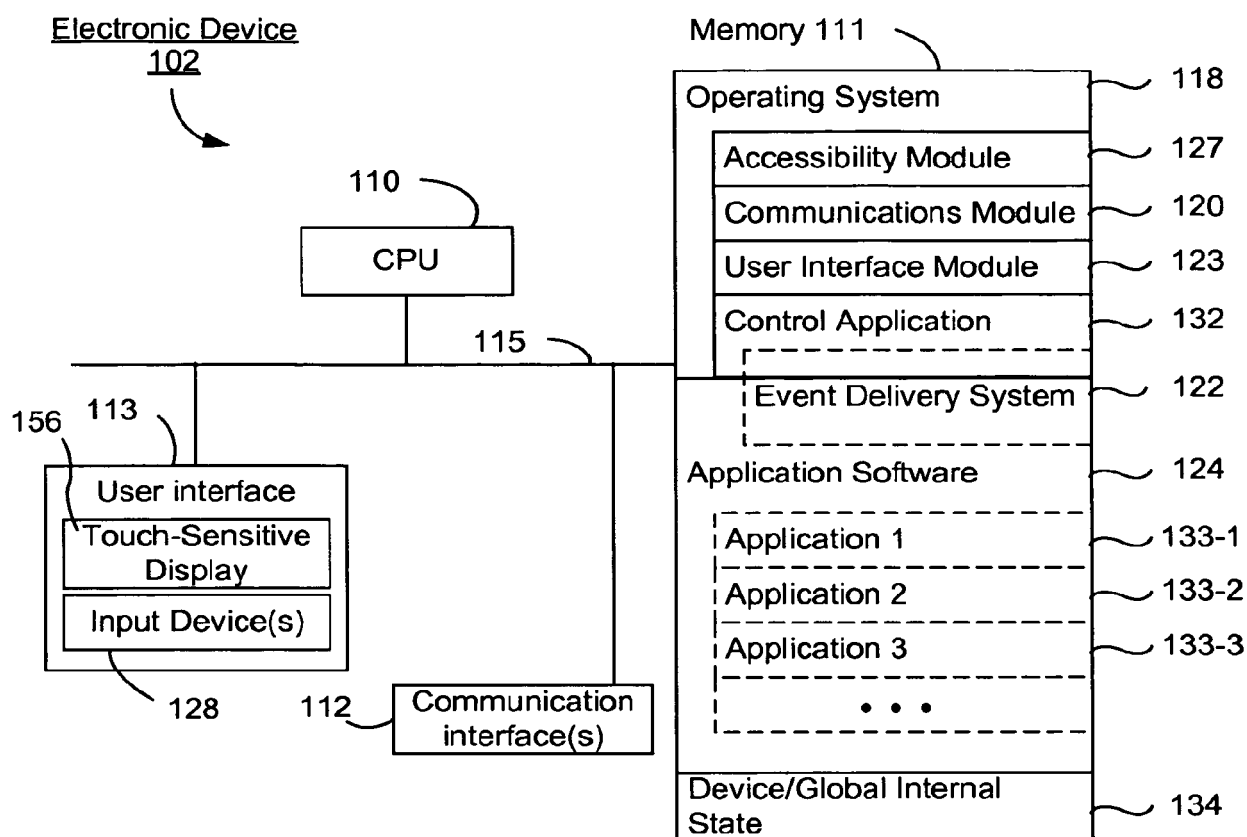 Electronic Device
102
Memory 111
Operating System
118
Accessibility Module
127
Communications Module
120
User Interface Module
123
Control Application
132
Event Delivery System
122
Application Software
124
Application 1
133-1
Application 2
133-2
Application 3
133-3
• • •
Device/Global Internal
State
134
110
CPU
115
113
156
User interface
Touch-Sensitive
Display
Input Device(s)
128
112
Communication
interface(s)